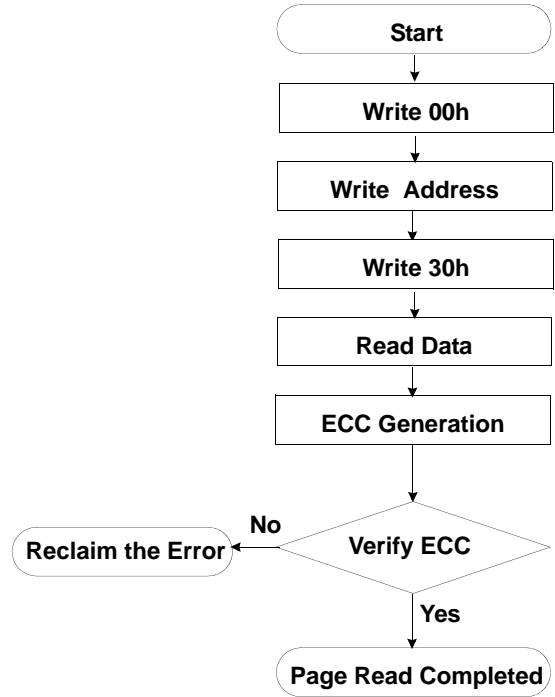 Start
Write 00h
Write Address
Write 30h
Read Data
ECC Generation
No
Reclaim the Error
Verify ECC
Yes
Page Read Completed